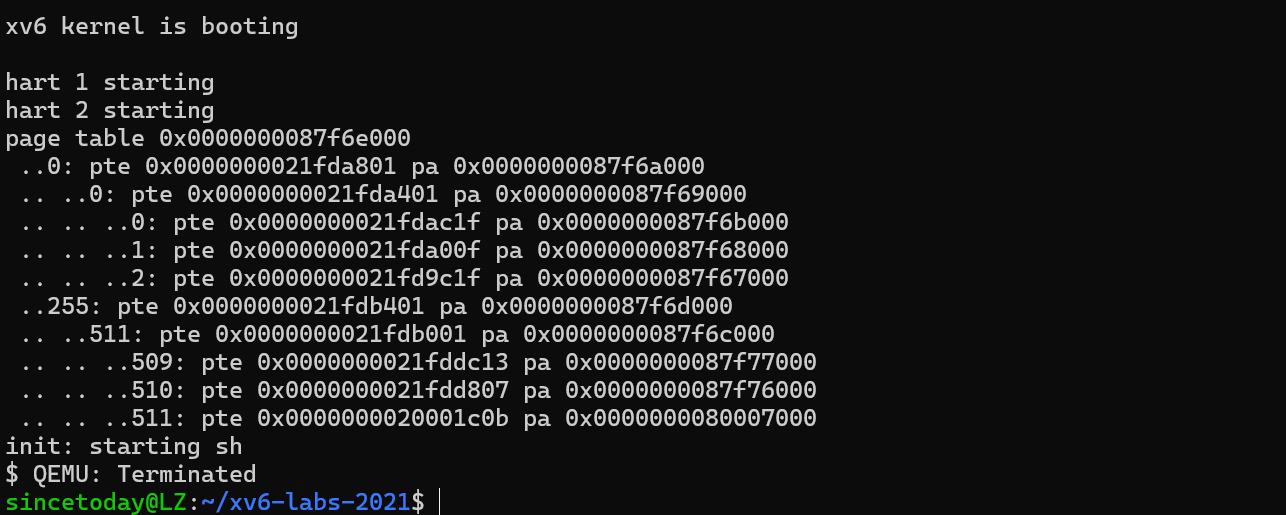 xv6 kernel is booting

hart 1 starting
hart 2 starting
page table 0x0000000087f6e000
 ..0: pte 0x0000000021fda801 pa 0x0000000087f6a000
 .. ..0: pte 0x0000000021fda401 pa 0x0000000087f69000
 .. .. ..0: pte 0x0000000021fdac1f pa 0x0000000087f6b000
 .. .. ..1: pte 0x0000000021fda00f pa 0x0000000087f68000
 .. .. ..2: pte 0x0000000021fd9c1f pa 0x0000000087f67000
 ..255: pte 0x0000000021fdb401 pa 0x0000000087f6d000
 .. ..511: pte 0x0000000021fdb001 pa 0x0000000087f6c000
 .. .. ..509: pte 0x0000000021fddc13 pa 0x0000000087f77000
 .. .. ..510: pte 0x0000000021fdd807 pa 0x0000000087f76000
 .. .. ..511: pte 0x0000000020001c0b pa 0x0000000080007000
init: starting sh
$ QEMU: Terminated
sincetoday@LZ:~/xv6-labs-2021$